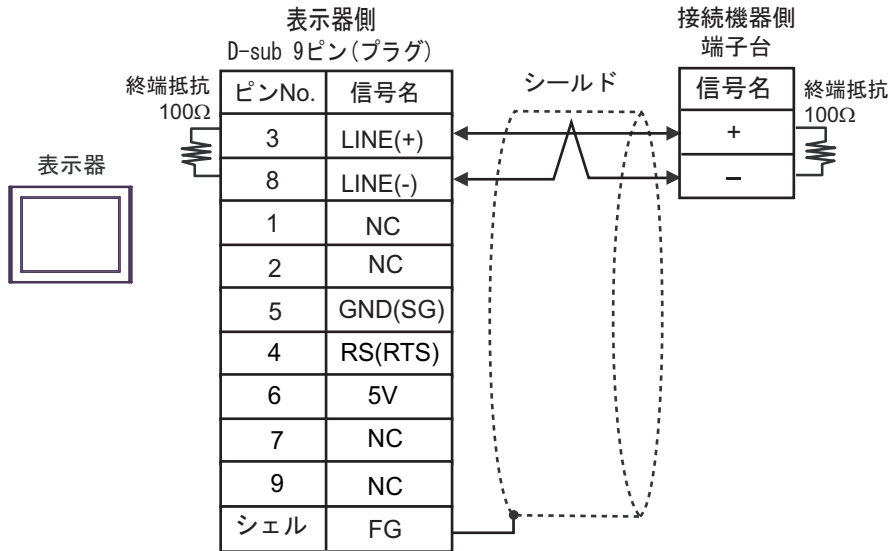 表示器側
D-sub 9ピン(プラグ)
接続機器側
端子台
終端抵抗
100Ω
ピンNo. 信号名
シールド
信号名
終端抵抗
100Ω
3 LINE(+)
+
表示器
8 LINE(-)
–
1 NC
2 NC
5 GND(SG)
4 RS(RTS)
6 5V
7 NC
9 NC
シェル FG